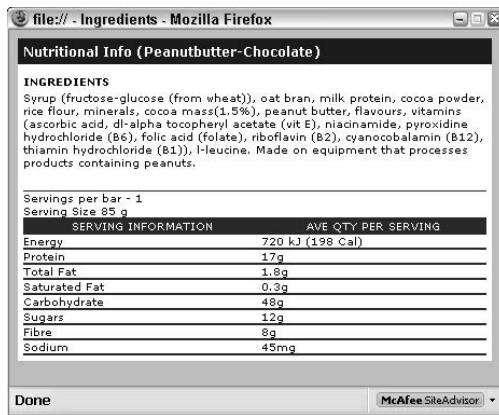 file:// - Ingredients - Mozilla Firefox
Nutritional Info (Peanutbutter-Chocolate)
INGREDIENTS
Syrup (fructose-glucose (from wheat)), oat bran, milk protein, cocoa powder,
rice flour, minerals, cocoa mass(1.5%), peanut butter, flavours, vitamins
(ascorbic acid, dl-alpha tocopheryl acetate (vit E), niacinamide, pyroxidine
hydrochloride (B6), folic acid (folate), riboflavin (B2), cyanocobalamin (B12),
thiamin hydrochloride (B1)), l-leucine. Made on equipment that processes
products containing peanuts.
Servings per bar - 1
Serving Size 85 g
SERVING INFORMATION AVE QTY PER SERVING
Energy 720 kJ (198 Cal)
Protein 17g
Total Fat 1.8g
Saturated Fat 0.3g
Carbohydrate 48g
Sugars 12g
Fibre 8g
Sodium 45mg
Done McAfee SiteAdvisor